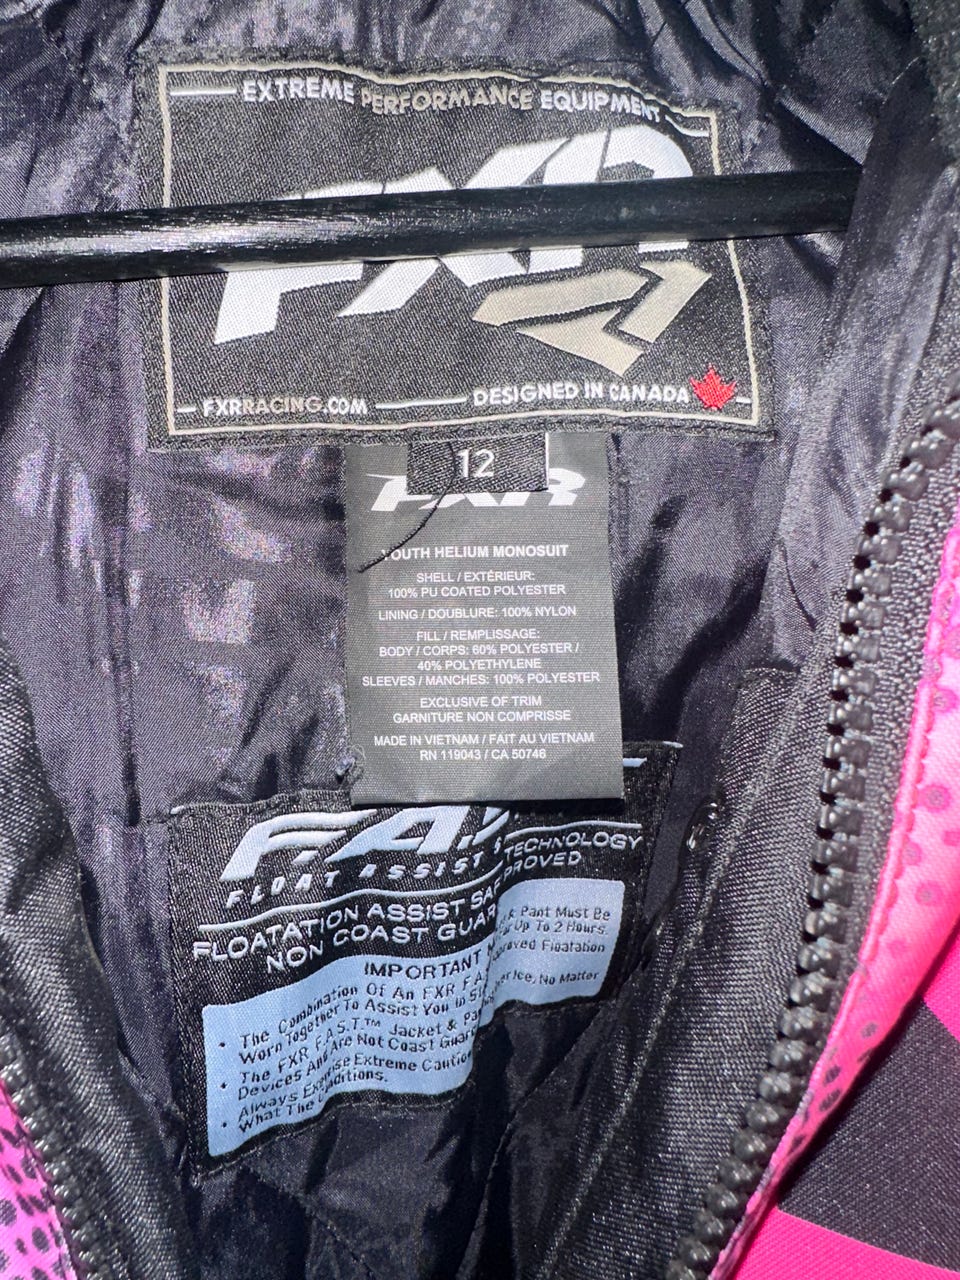 EXTREME PERFORMANCE EQUIPMENT
FXR
FXRRACING.COM
DESIGNED IN CANADA
12
FXR
YOUTH HELIUM MONOSUIT
SHELL / EXTÉRIEUR:
100% PU COATED POLYESTER
LINING / DOUBLURE: 100% NYLON
FILL / REMPLISSAGE:
BODY / CORPS: 60% POLYESTER /
40% POLYETHYLENE
SLEEVES / MANCHES: 100% POLYESTER
EXCLUSIVE OF TRIM
GARNITURE NON COMPRISSE
MADE IN VIETNAM / FAIT AU VIETNAM
RN 119043 / CA 50746
F.A.
FLOAT ASSIST
FLOATATION ASSIST TECHNOLOGY
NON COAST GUAR PROVED
IMPORTANT
• The Combination Of An FXR F.A. & Pant Must Be
Worn Together To Assist You In Up To 2 Hours.
• The FXR F.A.S.T.™ Jacket & Floatation
Devices And Are Not Coast Guar
• Always Exercise Extreme Caution Ice, No Matter
• What The Conditions.